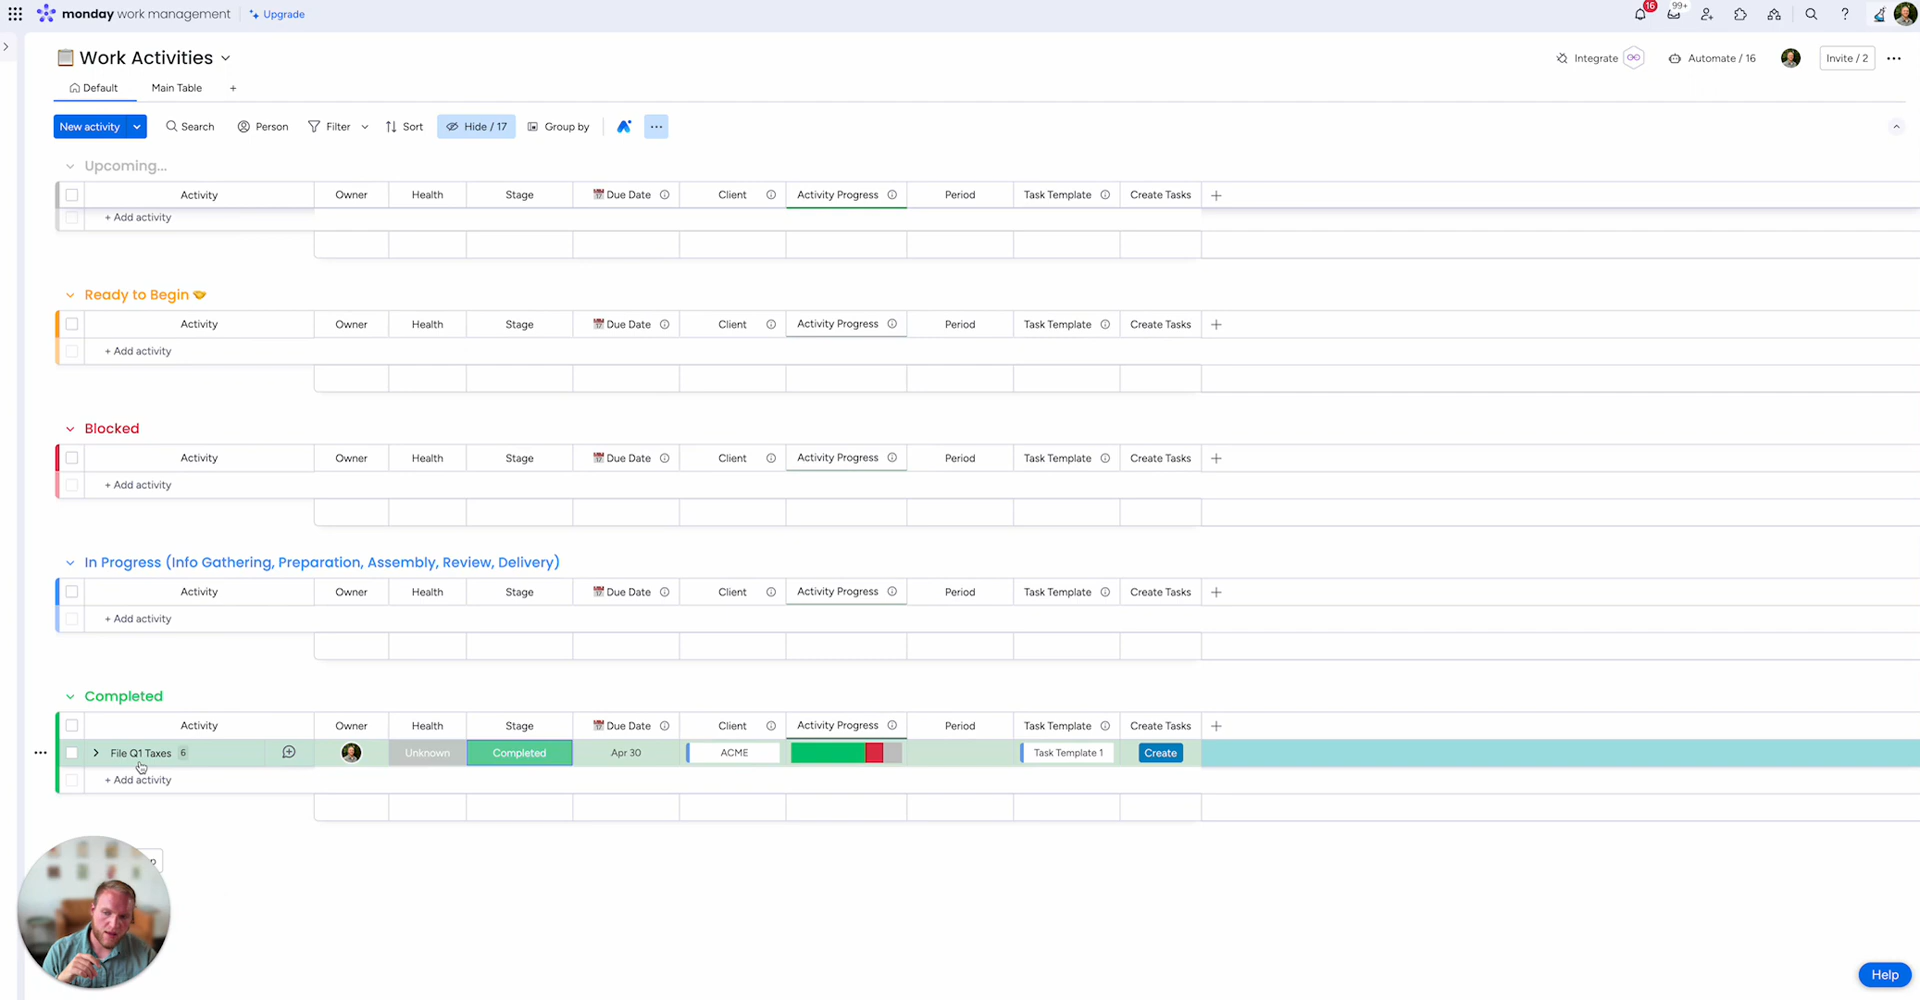 monday work management Upgrade 16 99+
Work Activities Integrate Automate / 16 Invite / 2
Default Main Table +
New activity Search Person Filter Sort Hide / 17 Group by
Upcoming...
Activity Owner Health Stage Due Date Client Activity Progress Period Task Template Create Tasks +
+ Add activity
Ready to Begin
Activity Owner Health Stage Due Date Client Activity Progress Period Task Template Create Tasks +
+ Add activity
Blocked
Activity Owner Health Stage Due Date Client Activity Progress Period Task Template Create Tasks +
+ Add activity
In Progress (Info Gathering, Preparation, Assembly, Review, Delivery)
Activity Owner Health Stage Due Date Client Activity Progress Period Task Template Create Tasks +
+ Add activity
Completed
Activity Owner Health Stage Due Date Client Activity Progress Period Task Template Create Tasks +
File Q1 Taxes 6 Unknown Completed Apr 30 ACME Task Template 1 Create
+ Add activity
Help